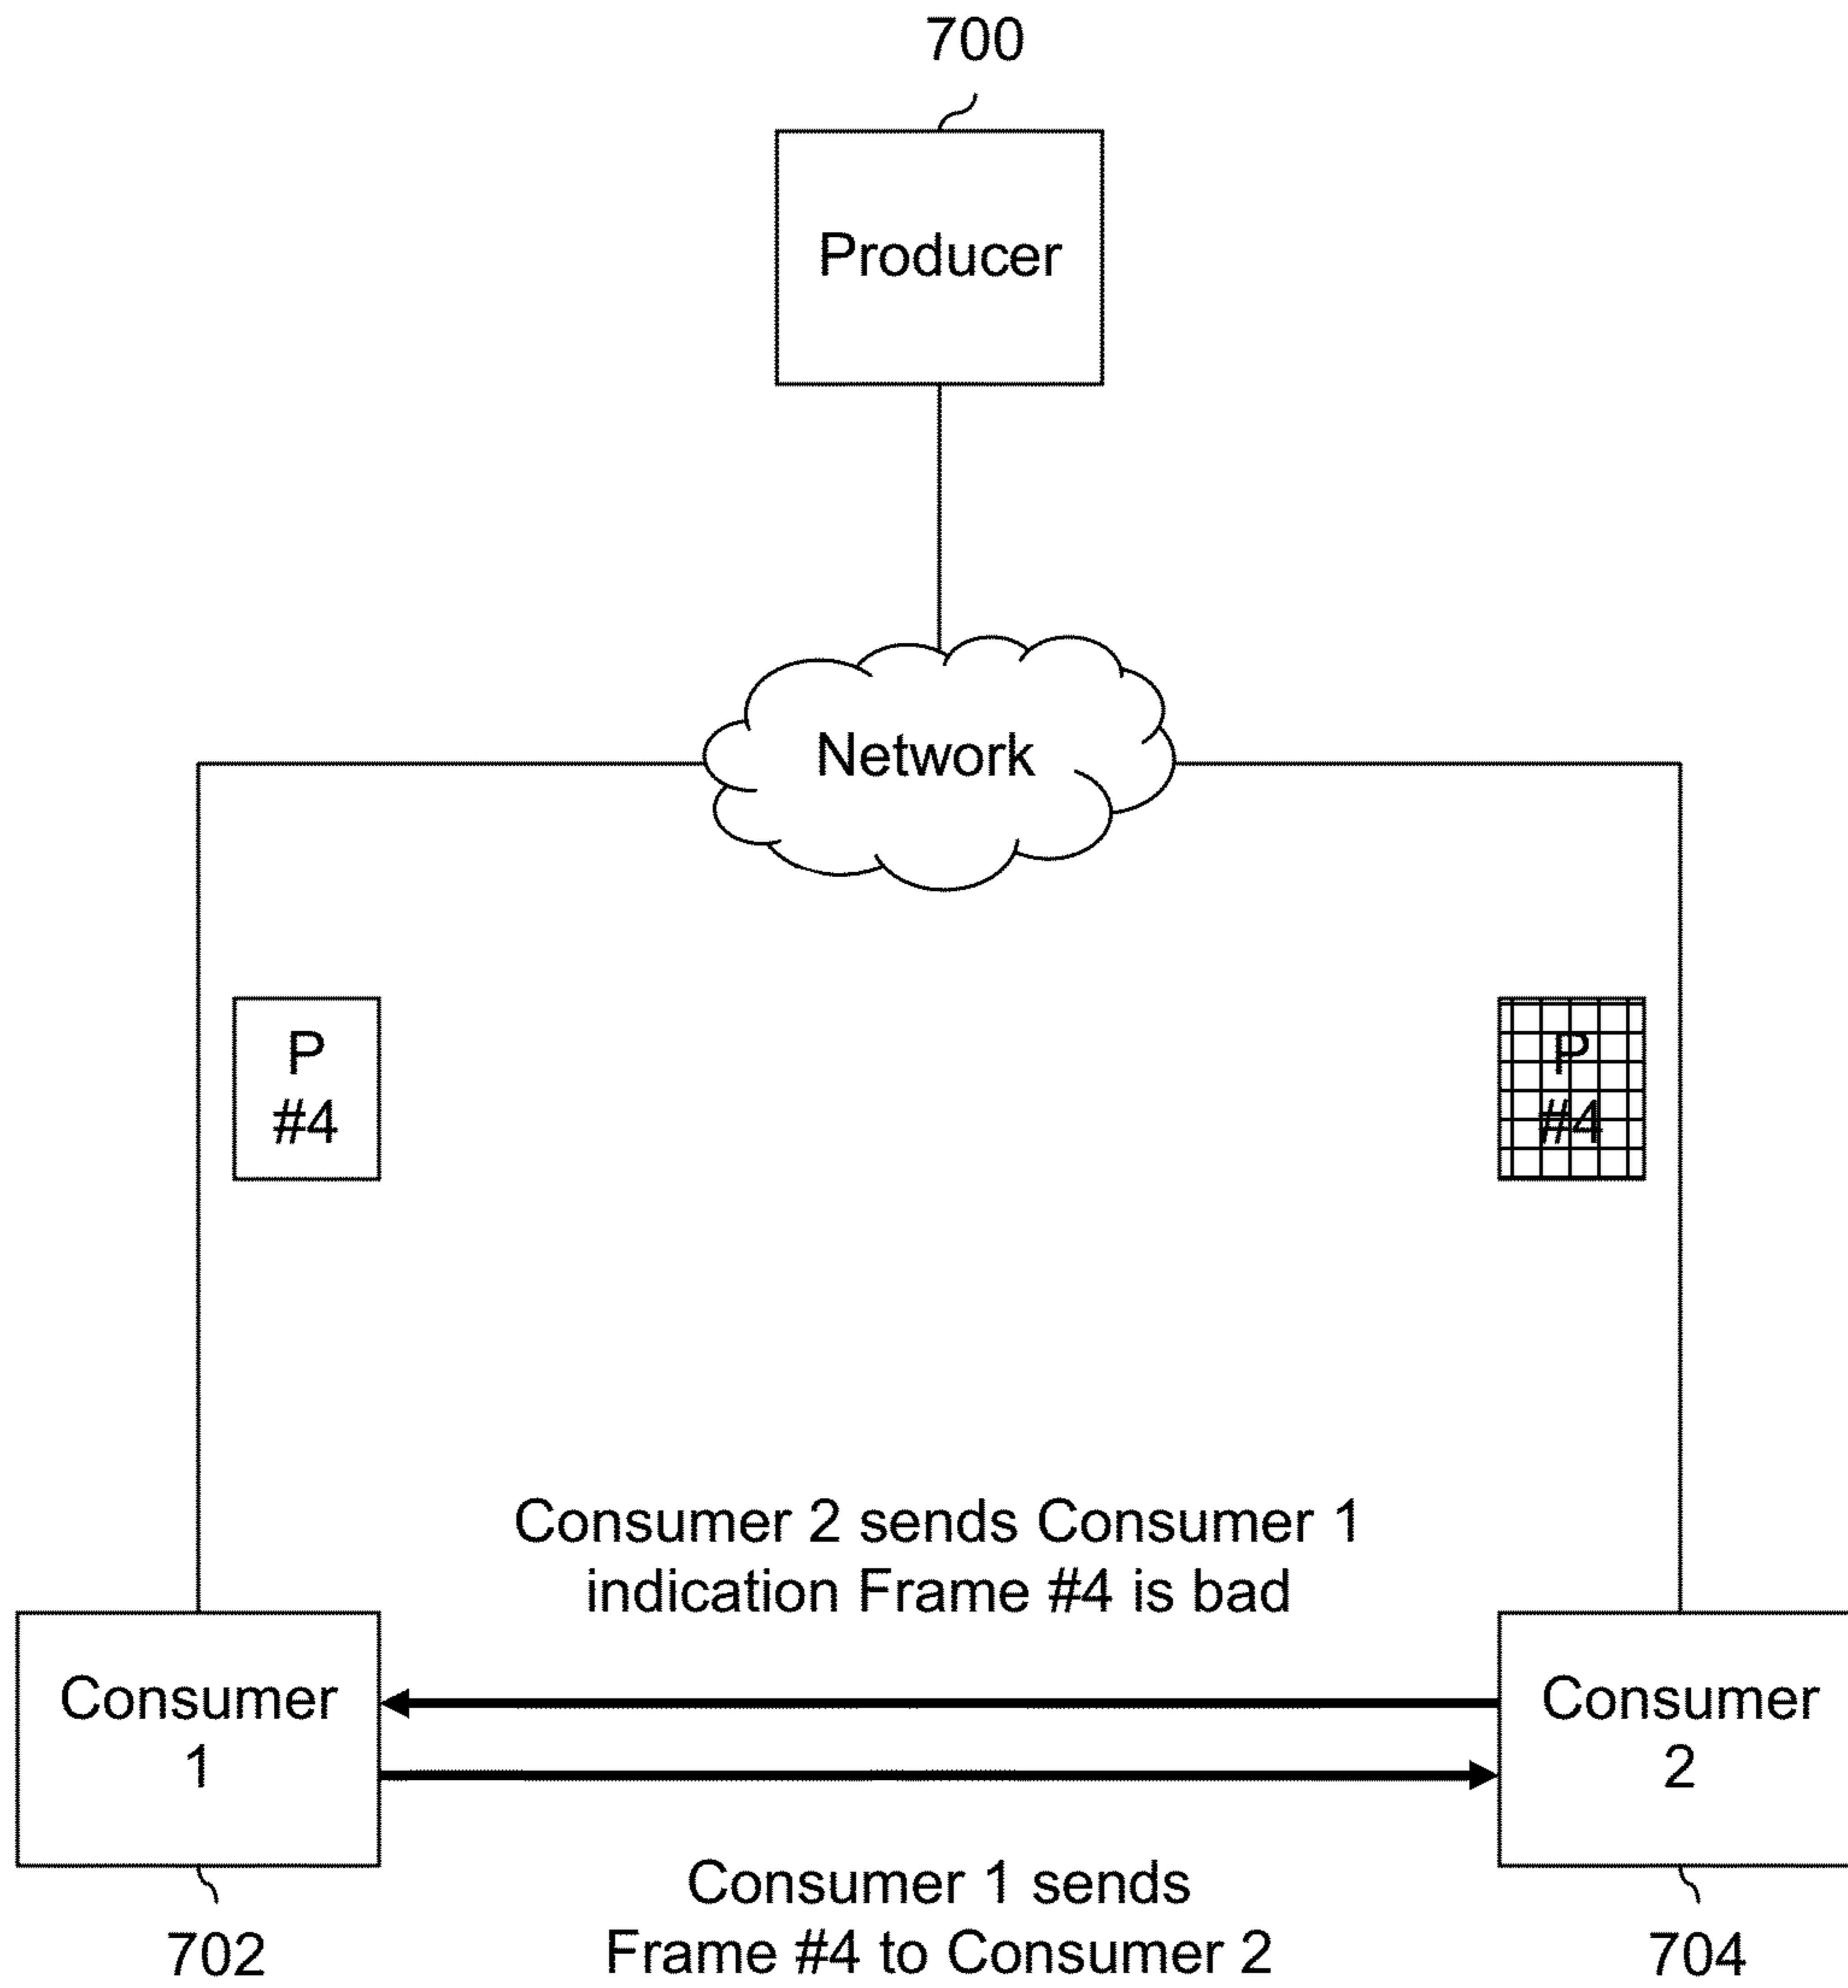 700
Producer
Network
P
#4
P
#4
Consumer 2 sends Consumer 1
indication Frame #4 is bad
Consumer
1
Consumer
2
Consumer 1 sends
Frame #4 to Consumer 2
702
704